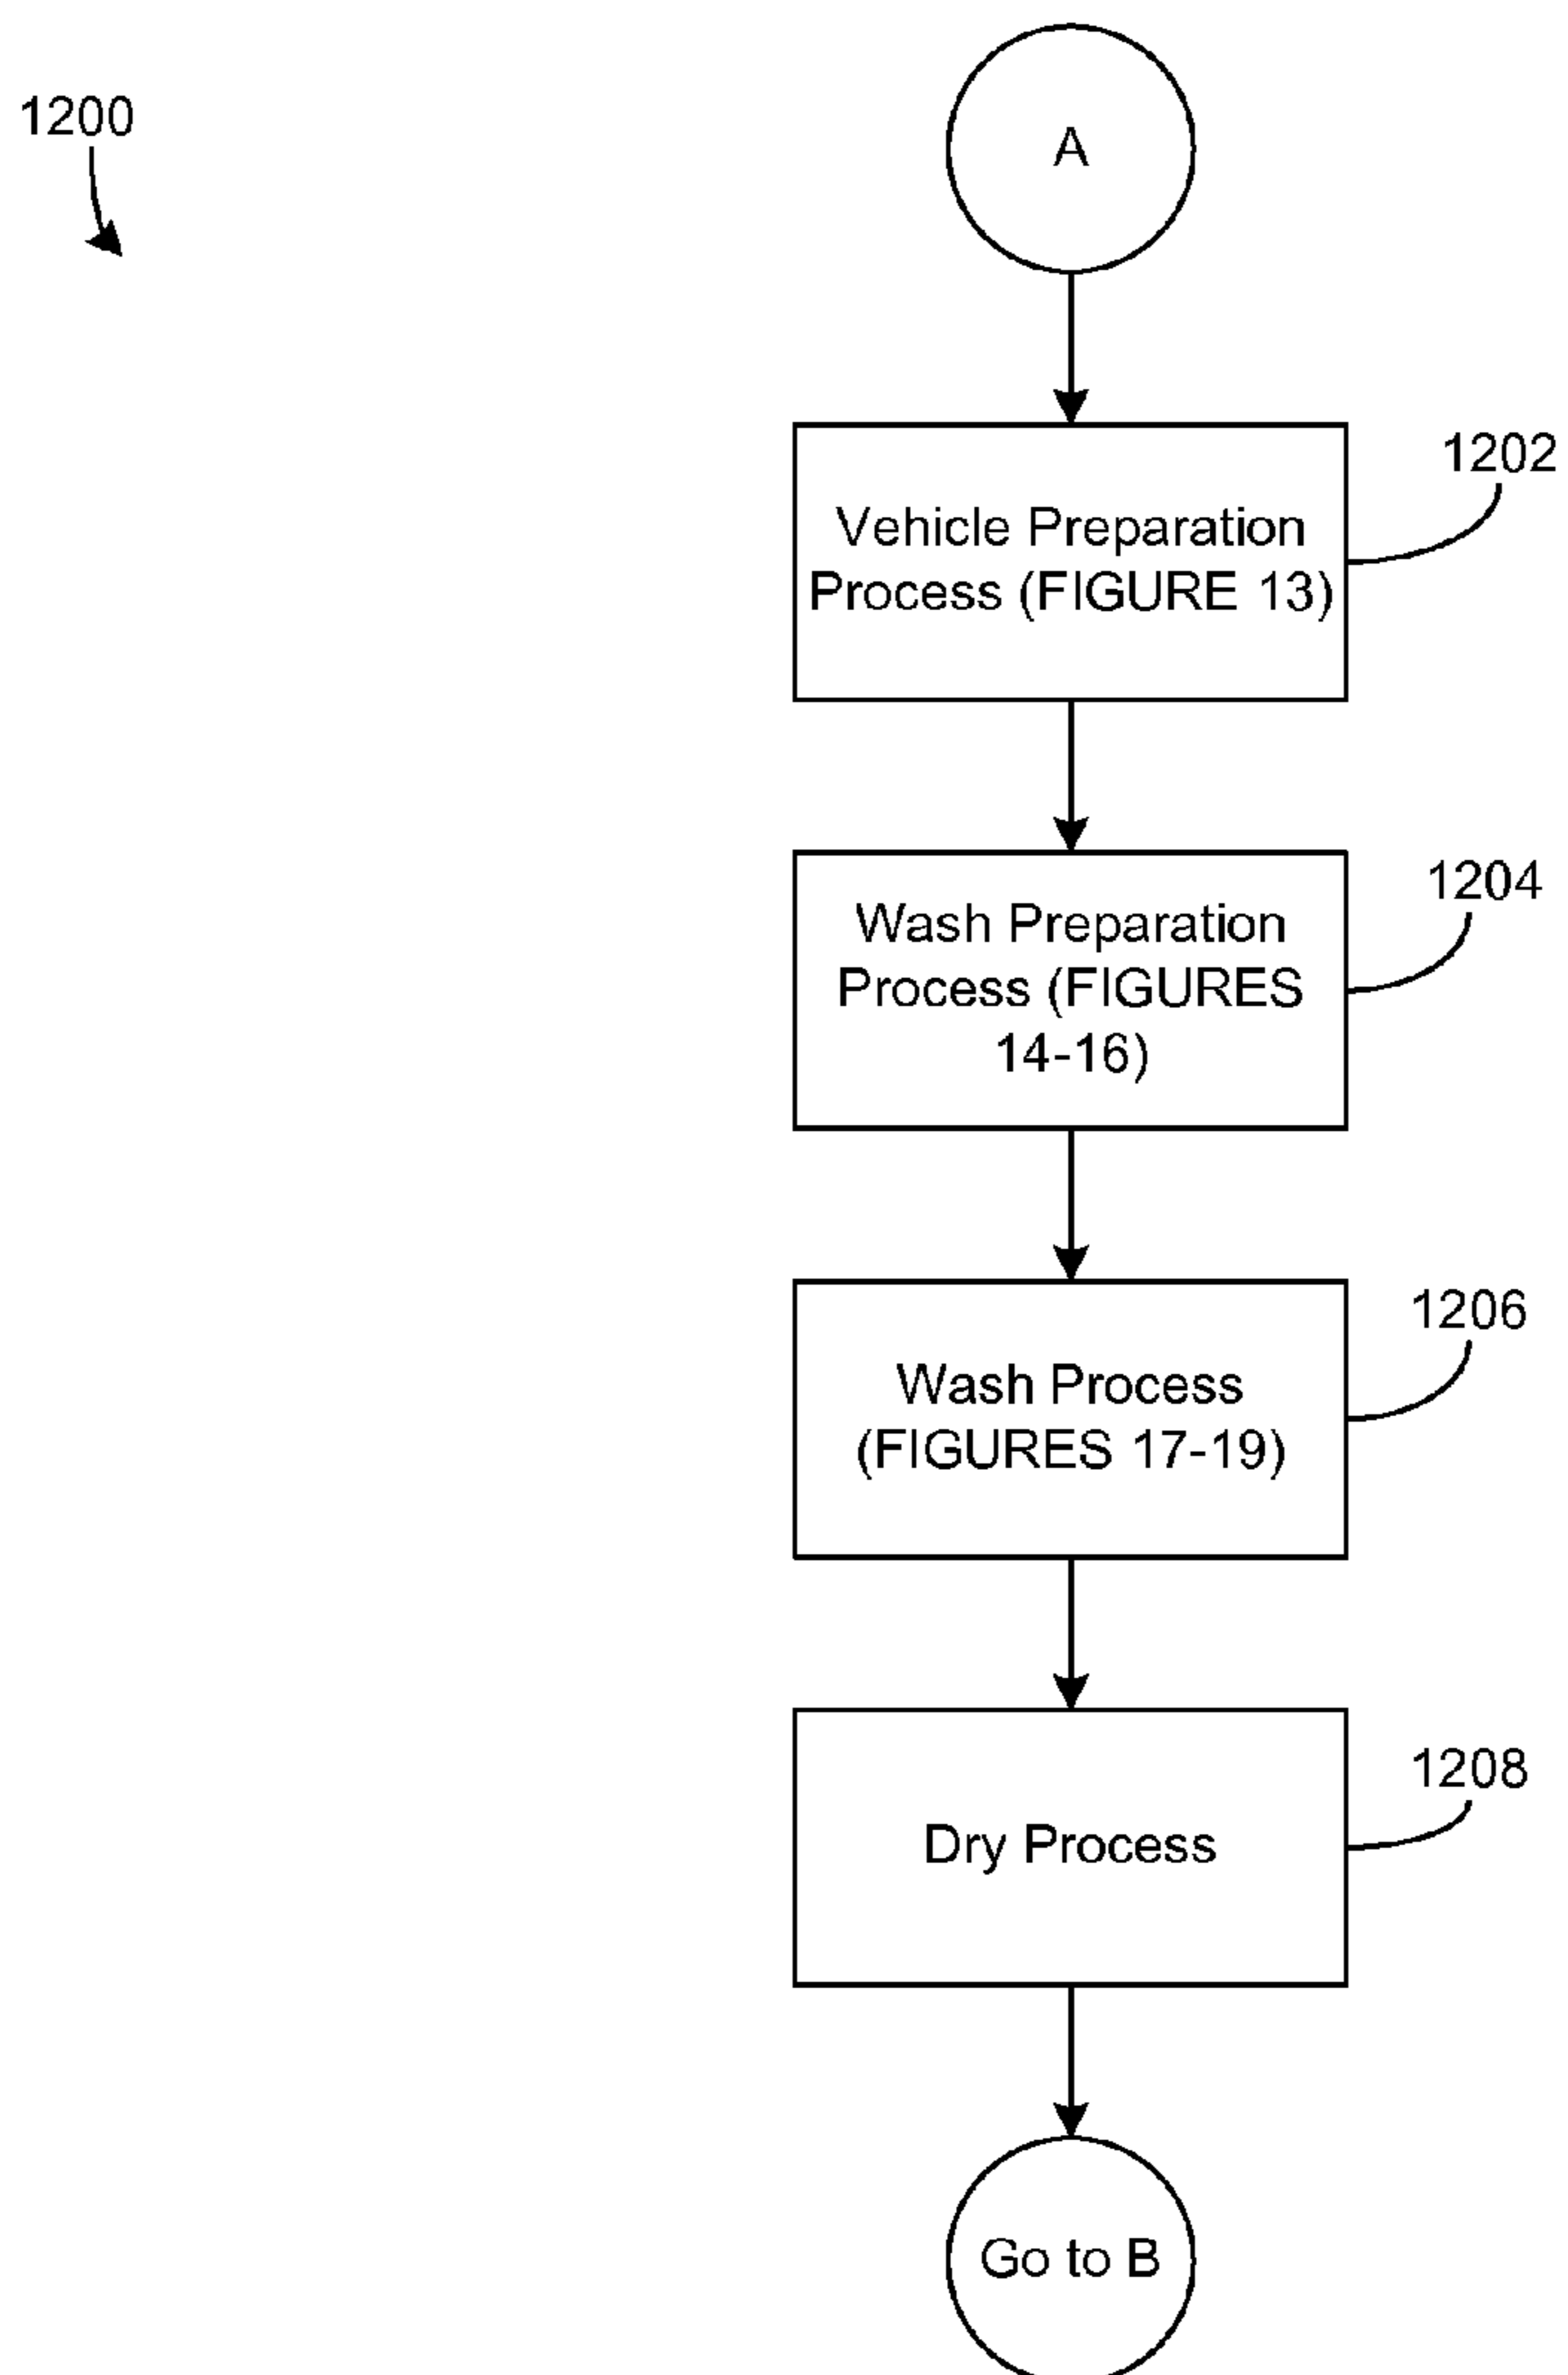 1200
A
1202
Vehicle Preparation
Process (FIGURE 13)
1204
Wash Preparation
Process (FIGURES
14-16)
1206
Wash Process
(FIGURES 17-19)
1208
Dry Process
Go to B